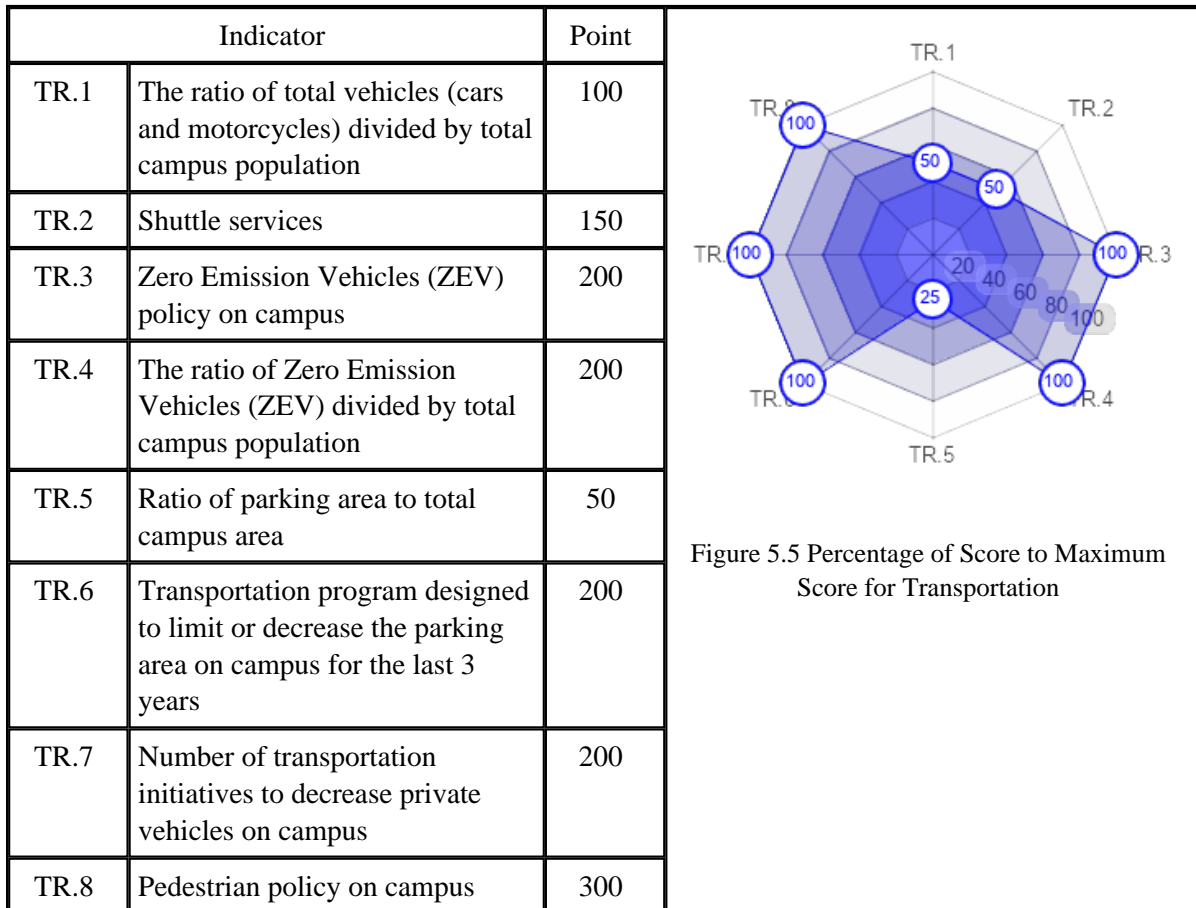 Indicator Point
TR.1 The ratio of total vehicles (cars 100
and motorcycles) divided by total
campus population
TR.2 Shuttle services 150
TR.3 Zero Emission Vehicles (ZEV) 200
policy on campus
TR.4 The ratio of Zero Emission 200
Vehicles (ZEV) divided by total
campus population
TR.5 Ratio of parking area to total 50
campus area
TR.6 Transportation program designed 200
to limit or decrease the parking
area on campus for the last 3
years
TR.7 Number of transportation 200
initiatives to decrease private
vehicles on campus
TR.8 Pedestrian policy on campus 300
TR.1
TR.2
100
50
50
TR. 100
100 R.3
20
40
60
80
100
25
100
100
TR.4
TR.5
Figure 5.5 Percentage of Score to Maximum
Score for Transportation